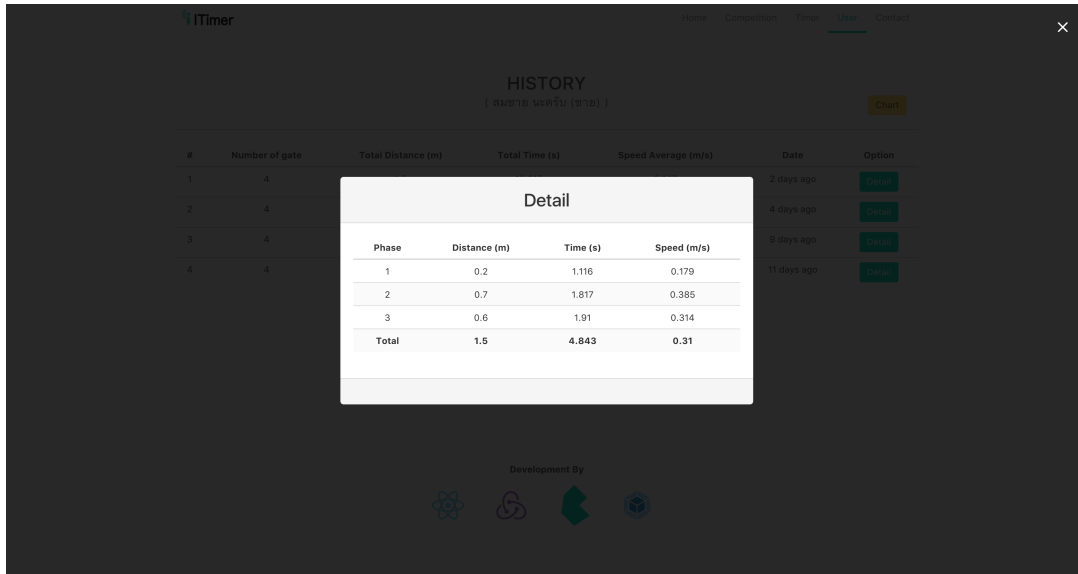 ITimer
Home Competition Timer User Contact
HISTORY
( สมชาย นะครับ (ชาย) )
Chart
# Number of gate Total Distance (m) Total Time (s) Speed Average (m/s) Date Option
1 4 2 days ago Detail
2 4 4 days ago Detail
3 4 9 days ago Detail
4 4 11 days ago Detail
Detail
Phase Distance (m) Time (s) Speed (m/s)
1 0.2 1.116 0.179
2 0.7 1.817 0.385
3 0.6 1.91 0.314
Total 1.5 4.843 0.31
Development By